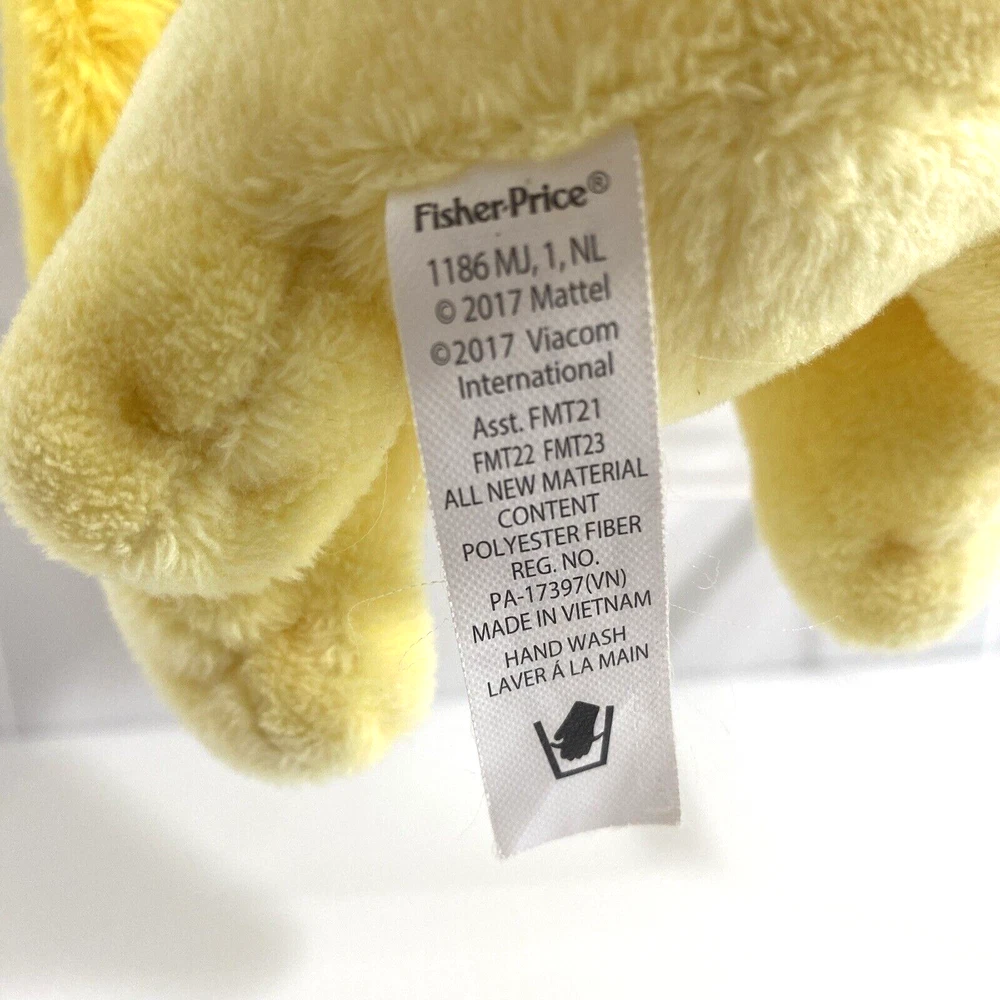 Fisher-Price®
1186 MJ, 1, NL
© 2017 Mattel
©2017 Viacom
International
Asst. FMT21
FMT22 FMT23
ALL NEW MATERIAL
CONTENT
POLYESTER FIBER
REG. NO.
PA-17397(VN)
MADE IN VIETNAM
HAND WASH
LAVER Á LA MAIN